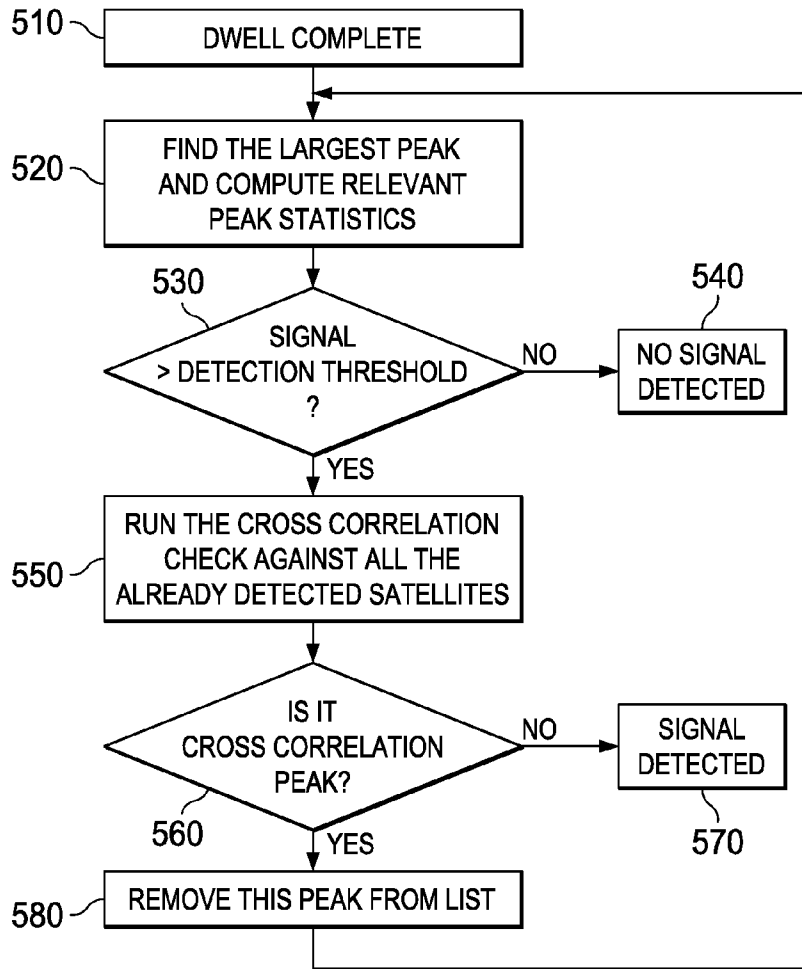 510
DWELL COMPLETE
520
FIND THE LARGEST PEAK
AND COMPUTE RELEVANT
PEAK STATISTICS
530
SIGNAL
> DETECTION THRESHOLD
?
NO
540
NO SIGNAL
DETECTED
YES
550
RUN THE CROSS CORRELATION
CHECK AGAINST ALL THE
ALREADY DETECTED SATELLITES
IS IT
CROSS CORRELATION
PEAK?
560
NO
SIGNAL
DETECTED
570
YES
580
REMOVE THIS PEAK FROM LIST